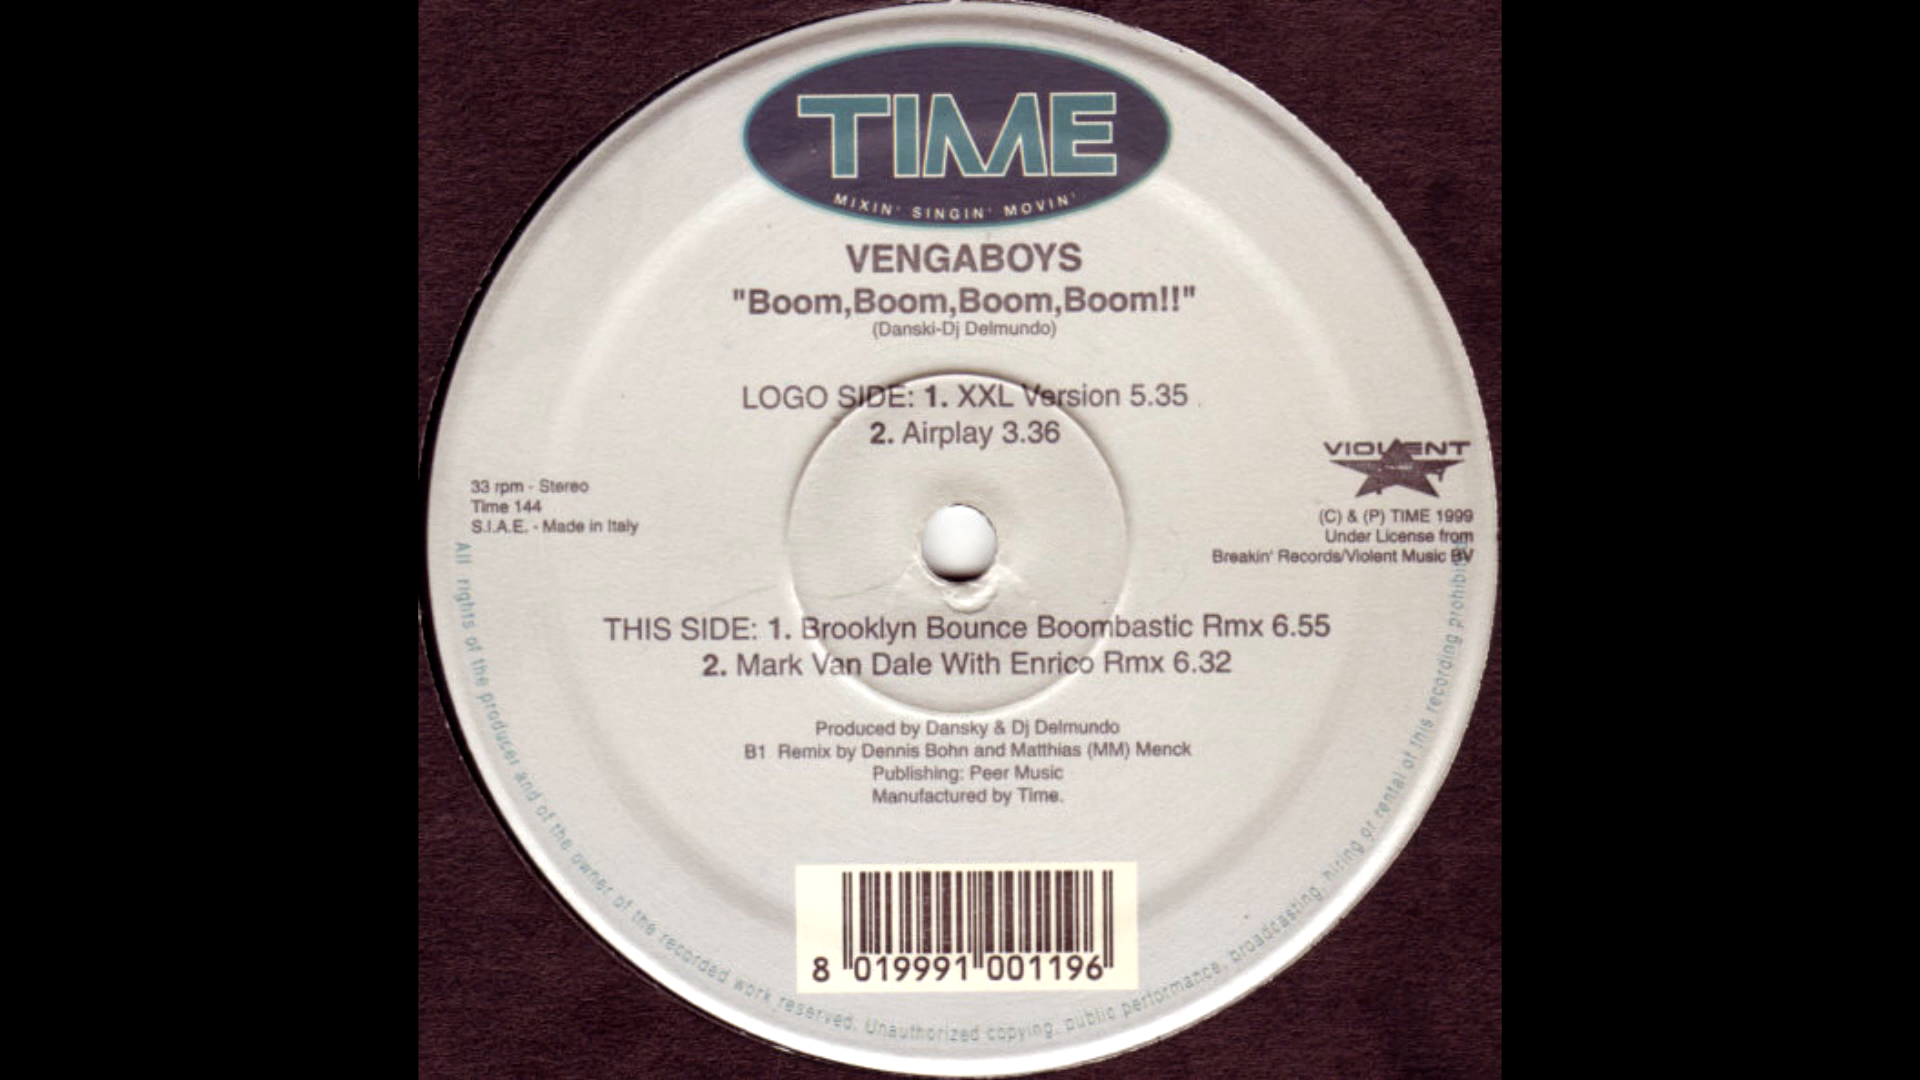 TIME
MIXIN' SINGIN' MOVIN'
VENGABOYS
"Boom,Boom,Boom,Boom!!"
(Danski-Dj Delmundo)
LOGO SIDE: 1. XXL Version 5.35
2. Airplay 3.36
33 rpm - Stereo
Time 144
S.I.A.E. - Made in Italy
VIOLENT
(C) & (P) TIME 1999
Under License from
Breakin' Records/Violent Music BV
THIS SIDE: 1. Brooklyn Bounce Boombastic Rmx 6.55
2. Mark Van Dale With Enrico Rmx 6.32
Produced by Dansky & Dj Delmundo
B1 Remix by Dennis Bohn and Matthias (MM) Menck
Publishing: Peer Music
Manufactured by Time.
8 019991 001196
All rights of the producer and of the owner of the recorded work reserved. Unauthorized copying, public performance, broadcasting, hiring or rental of this recording prohibited